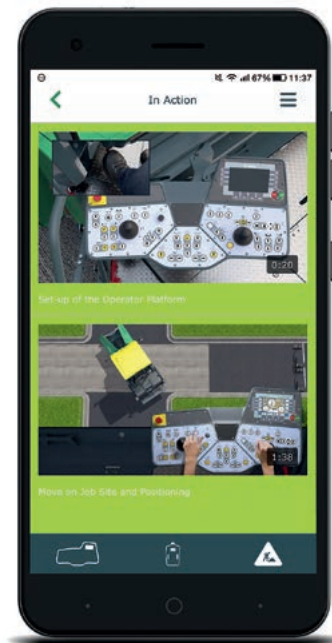 67% 11:37
In Action
0:20
Set-up of the Operator Platform
1:38
Move on Job Site and Positioning